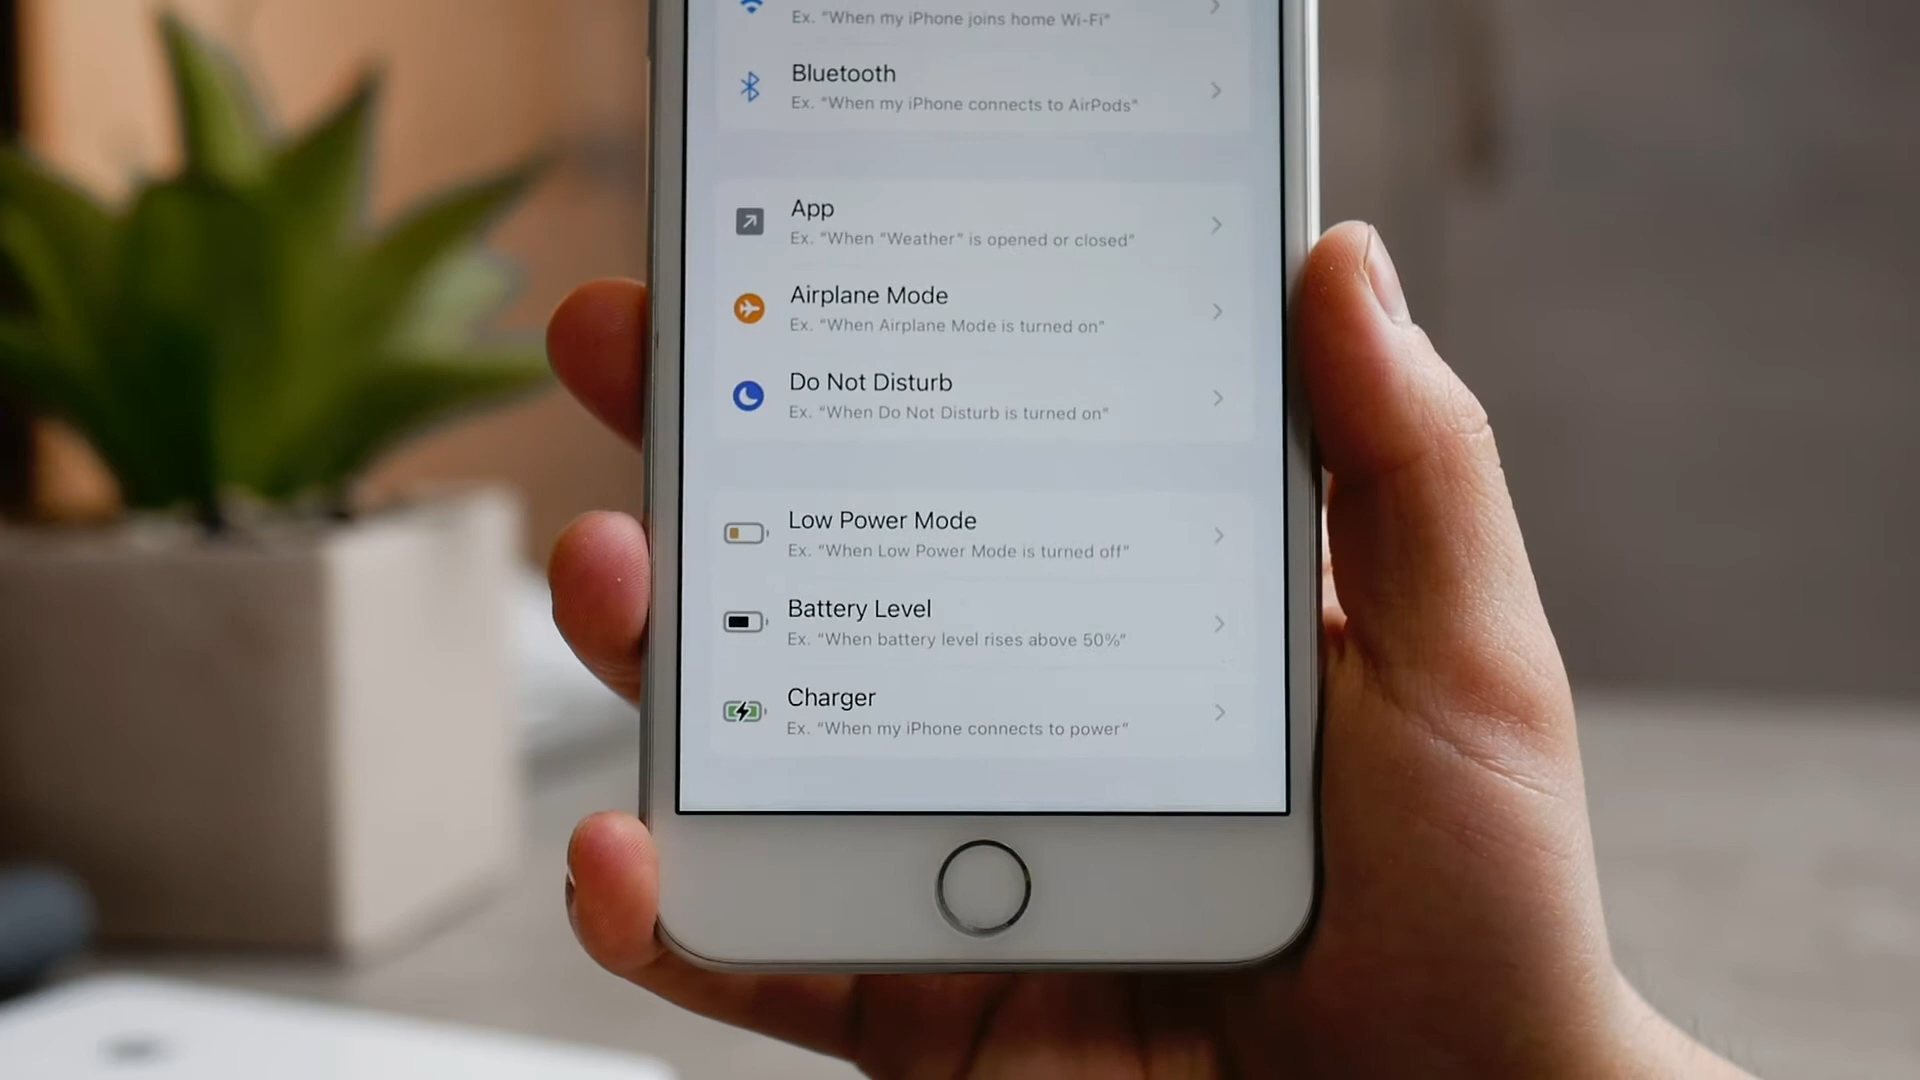 Ex. "When my iPhone joins home Wi-Fi"
Bluetooth
Ex. "When my iPhone connects to AirPods"
App
Ex. "When "Weather" is opened or closed"
Airplane Mode
Ex. "When Airplane Mode is turned on"
Do Not Disturb
Ex. "When Do Not Disturb is turned on"
Low Power Mode
Ex. "When Low Power Mode is turned off"
Battery Level
Ex. "When battery level rises above 50%"
Charger
Ex. "When my iPhone connects to power"